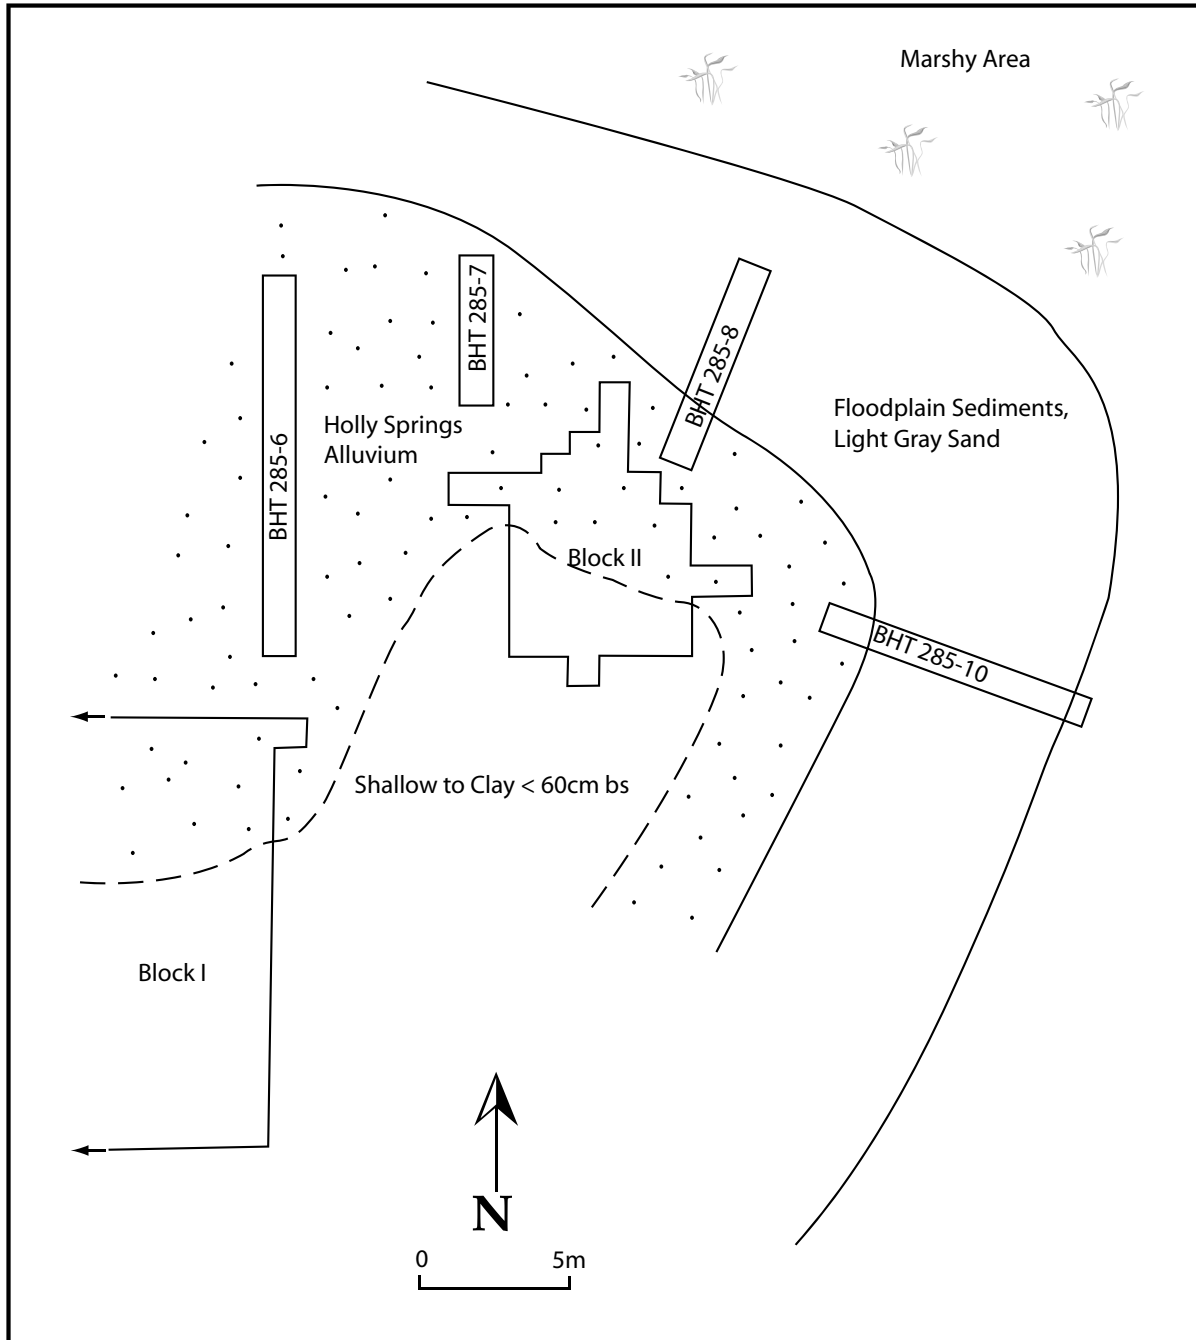 Marshy Area
BHT 285-7
BHT 285-8
Floodplain Sediments,
Light Gray Sand
Holly Springs
Alluvium
BHT 285-6
Block II
BHT 285-10
Shallow to Clay < 60cm bs
Block I
N
0 5m